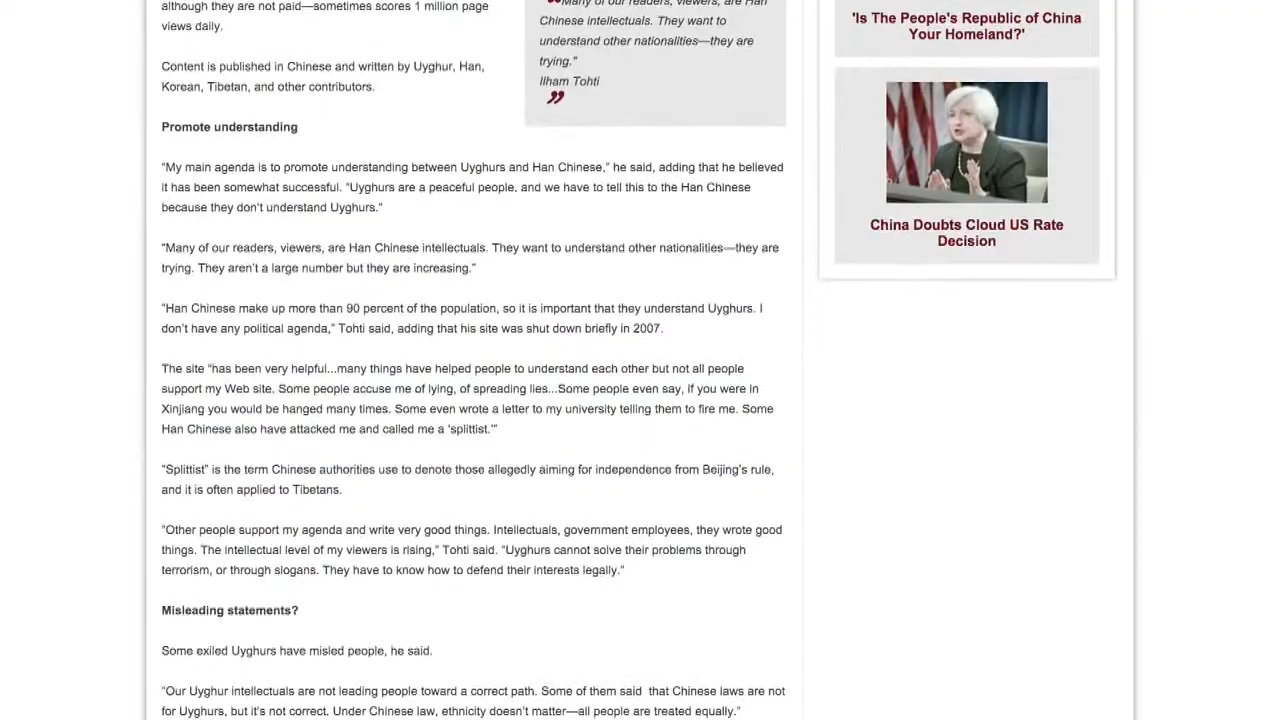 although they are not paid—sometimes scores 1 million page
views daily.
Content is published in Chinese and written by Uyghur, Han,
Korean, Tibetan, and other contributors.
❝Many of our readers, viewers, are Han
Chinese intellectuals. They want to
understand other nationalities—they are
trying."
Ilham Tohti
❞
Promote understanding
“My main agenda is to promote understanding between Uyghurs and Han Chinese,” he said, adding that he believed
it has been somewhat successful. “Uyghurs are a peaceful people, and we have to tell this to the Han Chinese
because they don’t understand Uyghurs.”
“Many of our readers, viewers, are Han Chinese intellectuals. They want to understand other nationalities—they are
trying. They aren’t a large number but they are increasing.”
“Han Chinese make up more than 90 percent of the population, so it is important that they understand Uyghurs. I
don’t have any political agenda,” Tohti said, adding that his site was shut down briefly in 2007.
The site “has been very helpful...many things have helped people to understand each other but not all people
support my Web site. Some people accuse me of lying, of spreading lies...Some people even say, if you were in
Xinjiang you would be hanged many times. Some even wrote a letter to my university telling them to fire me. Some
Han Chinese also have attacked me and called me a ‘splittist.’”
“Splittist” is the term Chinese authorities use to denote those allegedly aiming for independence from Beijing’s rule,
and it is often applied to Tibetans.
“Other people support my agenda and write very good things. Intellectuals, government employees, they wrote good
things. The intellectual level of my viewers is rising,” Tohti said. “Uyghurs cannot solve their problems through
terrorism, or through slogans. They have to know how to defend their interests legally.”
Misleading statements?
Some exiled Uyghurs have misled people, he said.
“Our Uyghur intellectuals are not leading people toward a correct path. Some of them said  that Chinese laws are not
for Uyghurs, but it’s not correct. Under Chinese law, ethnicity doesn’t matter—all people are treated equally.”
'Is The People's Republic of China
Your Homeland?'
China Doubts Cloud US Rate
Decision